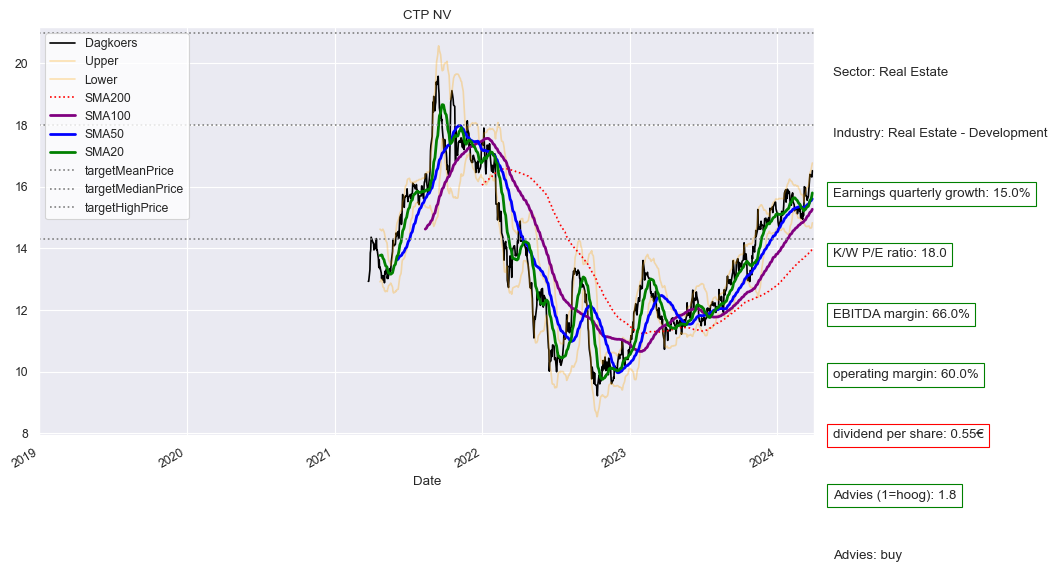 CTP NV
Dagkoers
Upper
Lower
SMA200
SMA100
SMA50
SMA20
targetMeanPrice
targetMedianPrice
targetHighPrice
20
18
16
14
12
10
8
2019
2020
2021
2022
2023
2024
Date
Sector: Real Estate
Industry: Real Estate - Development
Earnings quarterly growth: 15.0%
K/W P/E ratio: 18.0
EBITDA margin: 66.0%
operating margin: 60.0%
dividend per share: 0.55€
Advies (1=hoog): 1.8
Advies: buy